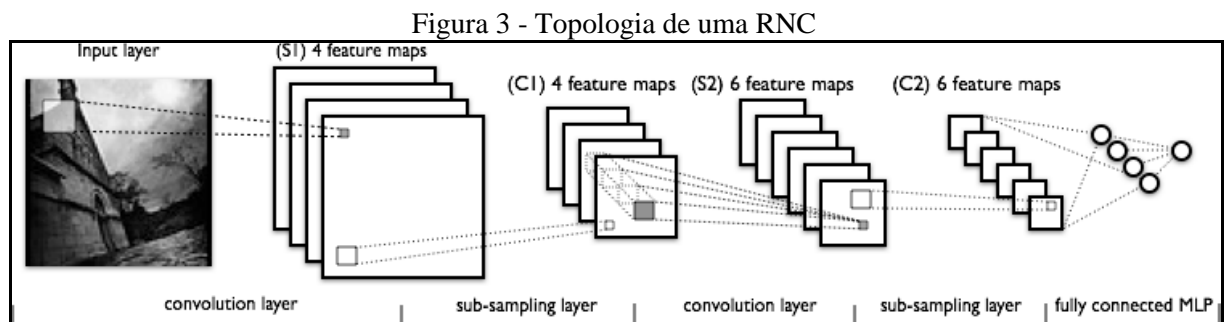 Figura 3 - Topologia de uma RNC
Input layer
(S1) 4 feature maps
(C1) 4 feature maps
(S2) 6 feature maps
(C2) 6 feature maps
convolution layer
sub-sampling layer
convolution layer
sub-sampling layer
fully connected MLP